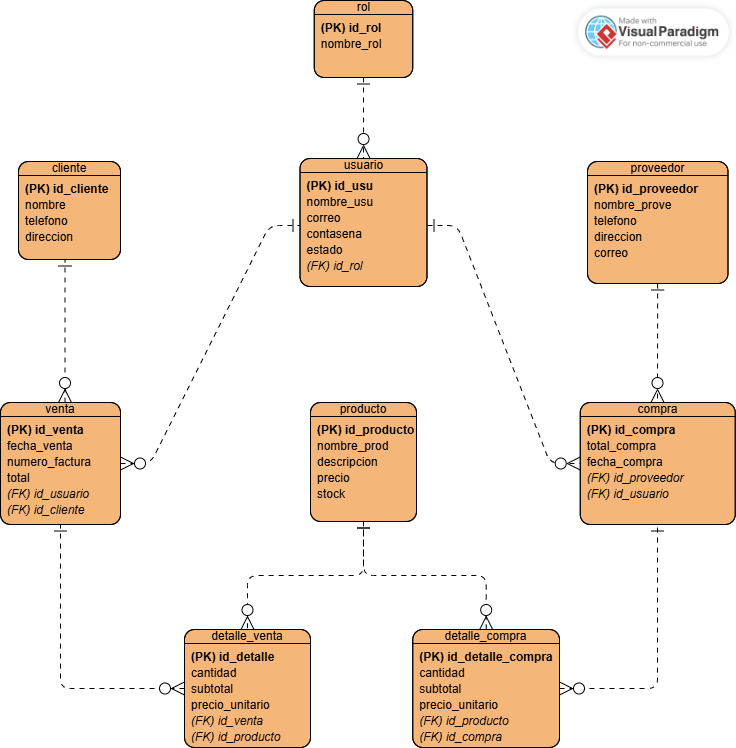 rol
(PK) id_rol
nombre_rol
Made with
Visual Paradigm
For non-commercial use
cliente
(PK) id_cliente
nombre
telefono
direccion
usuario
(PK) id_usu
nombre_usu
correo
contasena
estado
(FK) id_rol
proveedor
(PK) id_proveedor
nombre_prove
telefono
direccion
correo
venta
(PK) id_venta
fecha_venta
numero_factura
total
(FK) id_usuario
(FK) id_cliente
producto
(PK) id_producto
nombre_prod
descripcion
precio
stock
compra
(PK) id_compra
total_compra
fecha_compra
(FK) id_proveedor
(FK) id_usuario
detalle_venta
(PK) id_detalle
cantidad
subtotal
precio_unitario
(FK) id_venta
(FK) id_producto
detalle_compra
(PK) id_detalle_compra
cantidad
subtotal
precio_unitario
(FK) id_producto
(FK) id_compra